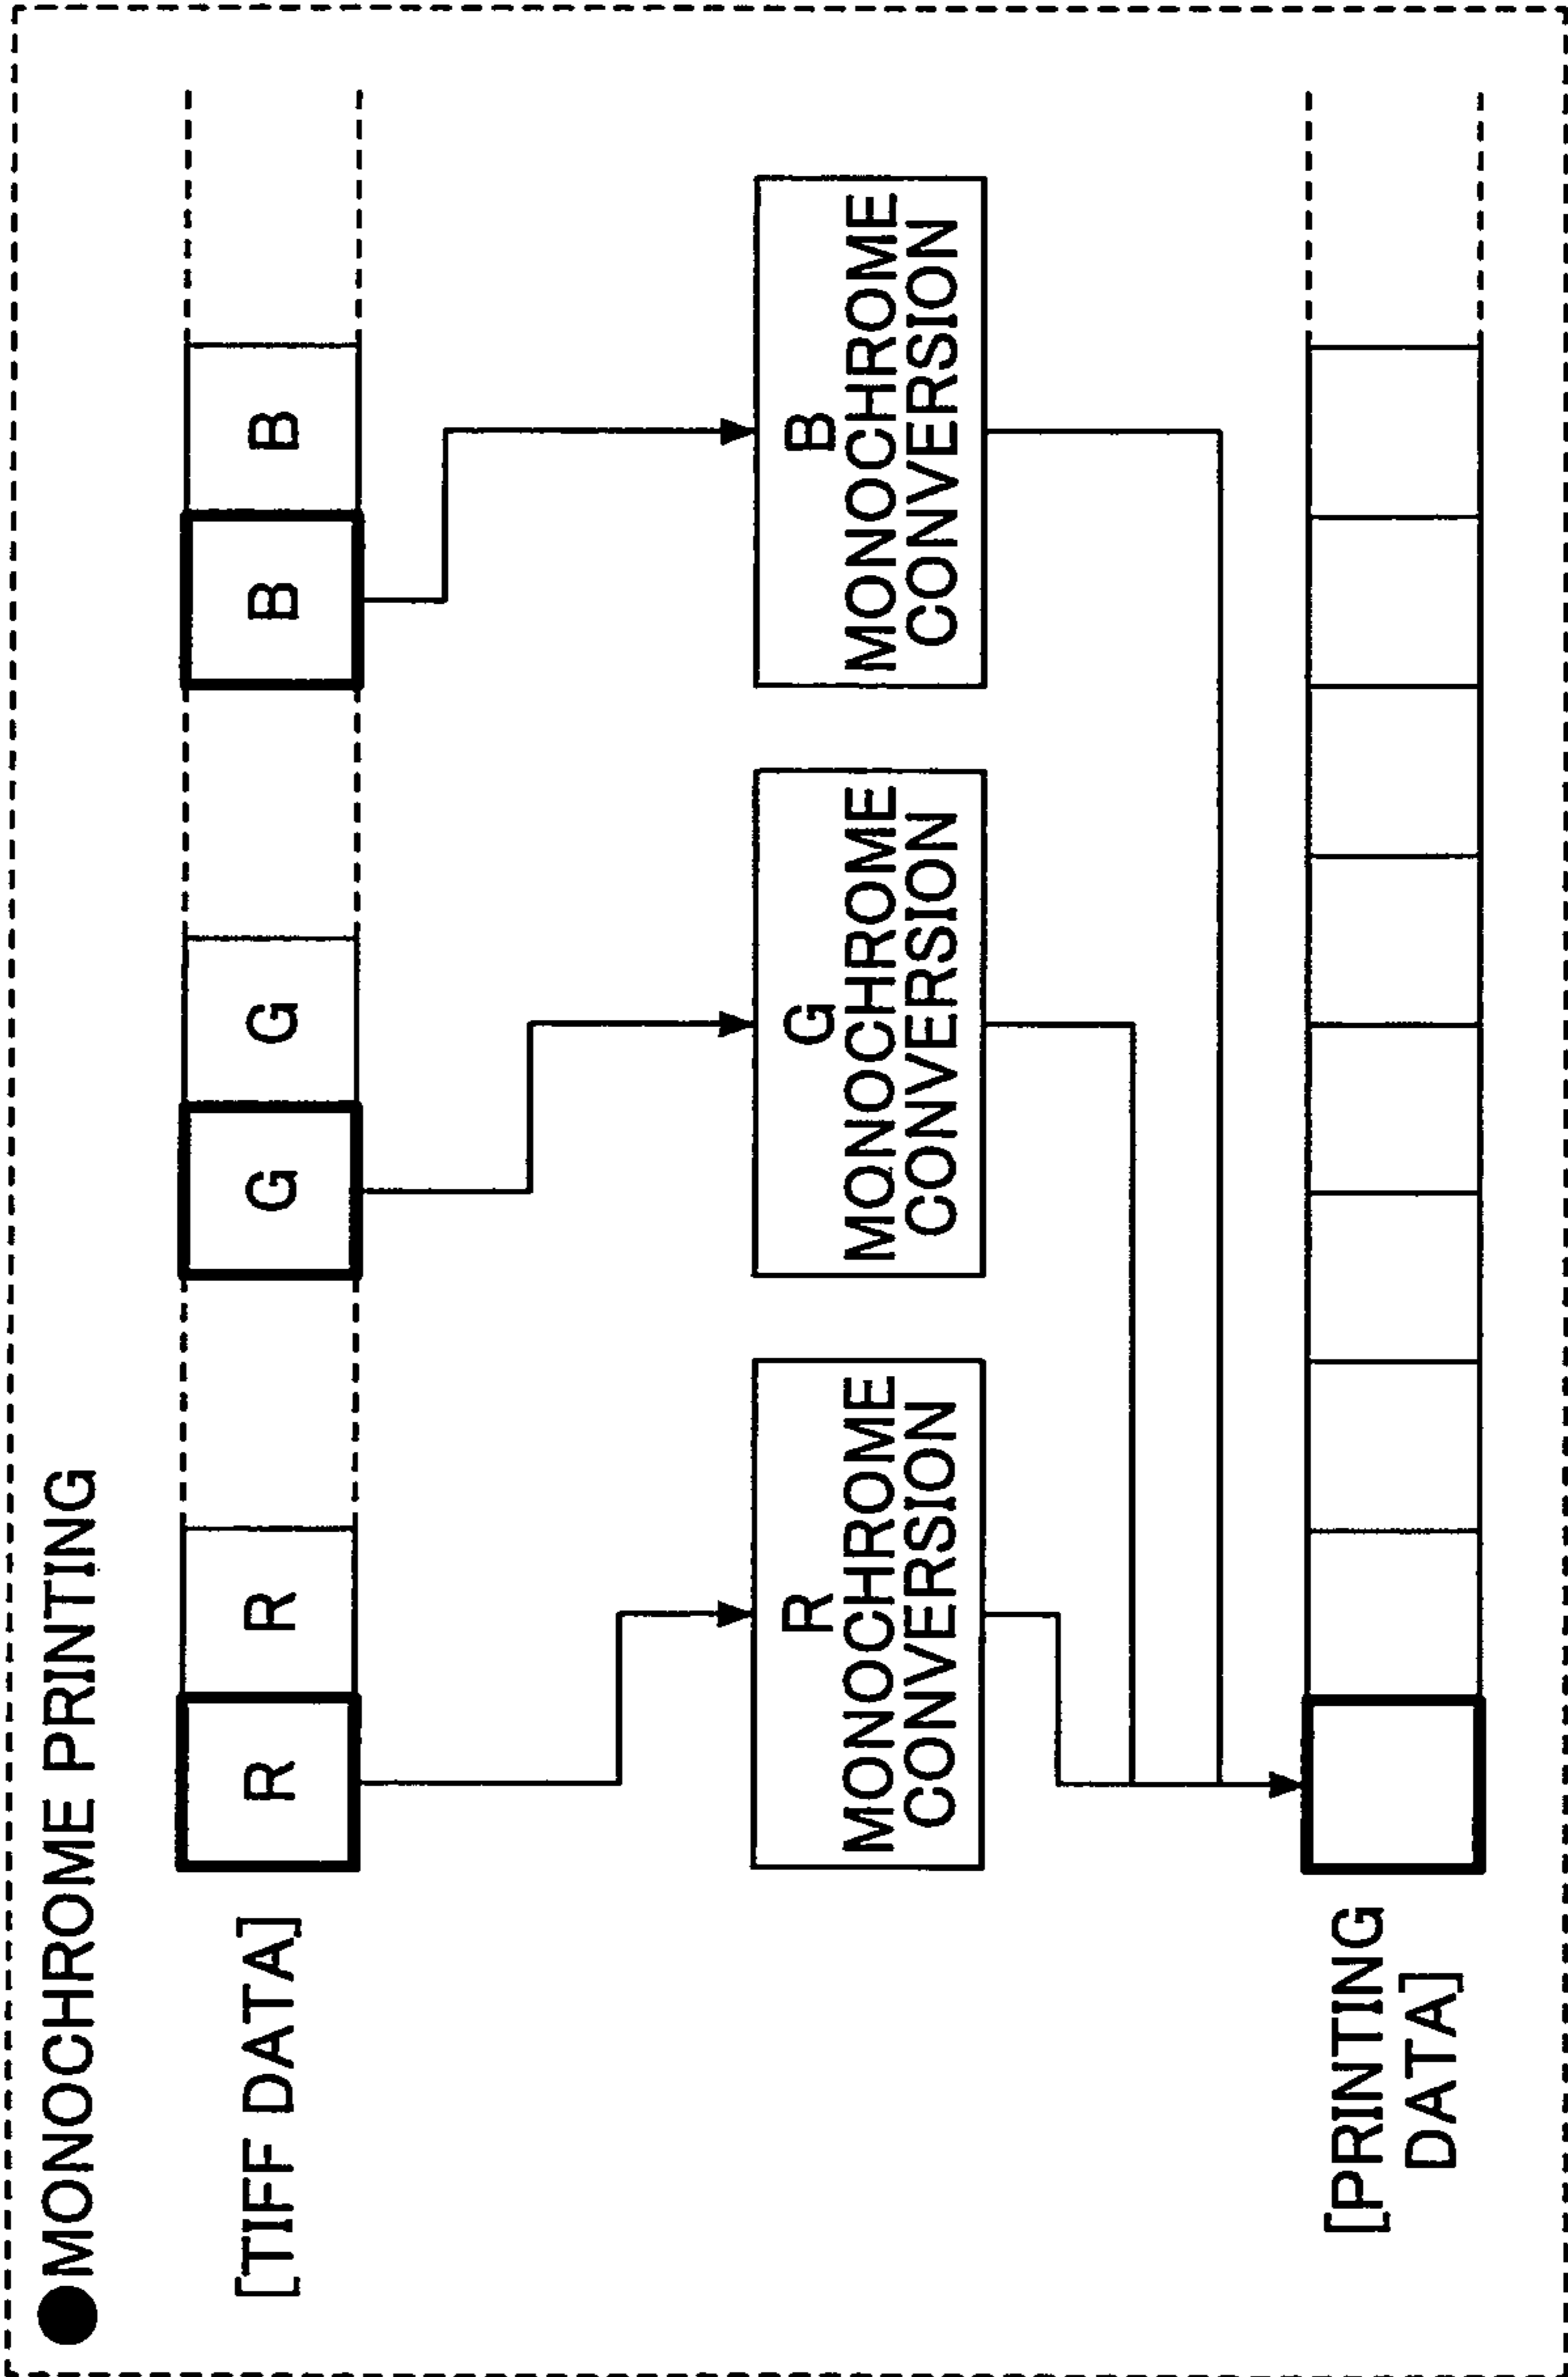 ●MONOCHROME PRINTING
[TIFF DATA]
R
R
G
G
B
B
R
MONOCHROME
CONVERSION
G
MONOCHROME
CONVERSION
B
MONOCHROME
CONVERSION
[PRINTING
DATA]